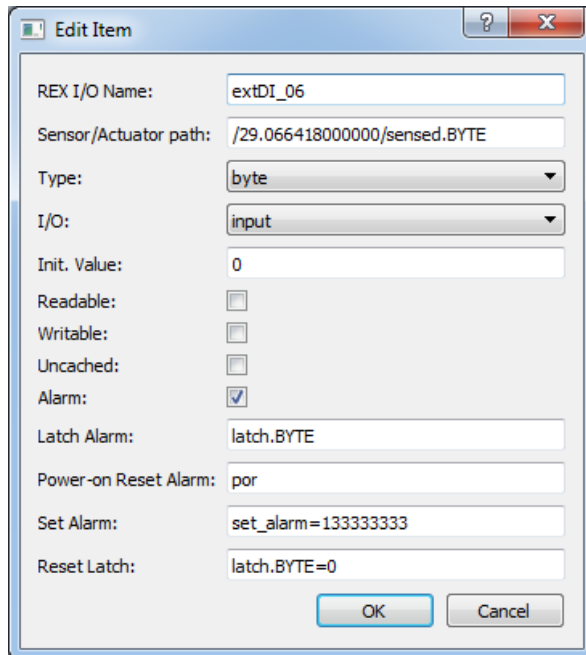 Edit Item
REX I/O Name: extDI_06
Sensor/Actuator path: /29.066418000000/sensed.BYTE
Type: byte
I/O: input
Init. Value: 0
Readable:
Writable:
Uncached:
Alarm:
Latch Alarm: latch.BYTE
Power-on Reset Alarm: por
Set Alarm: set_alarm=133333333
Reset Latch: latch.BYTE=0
OK Cancel